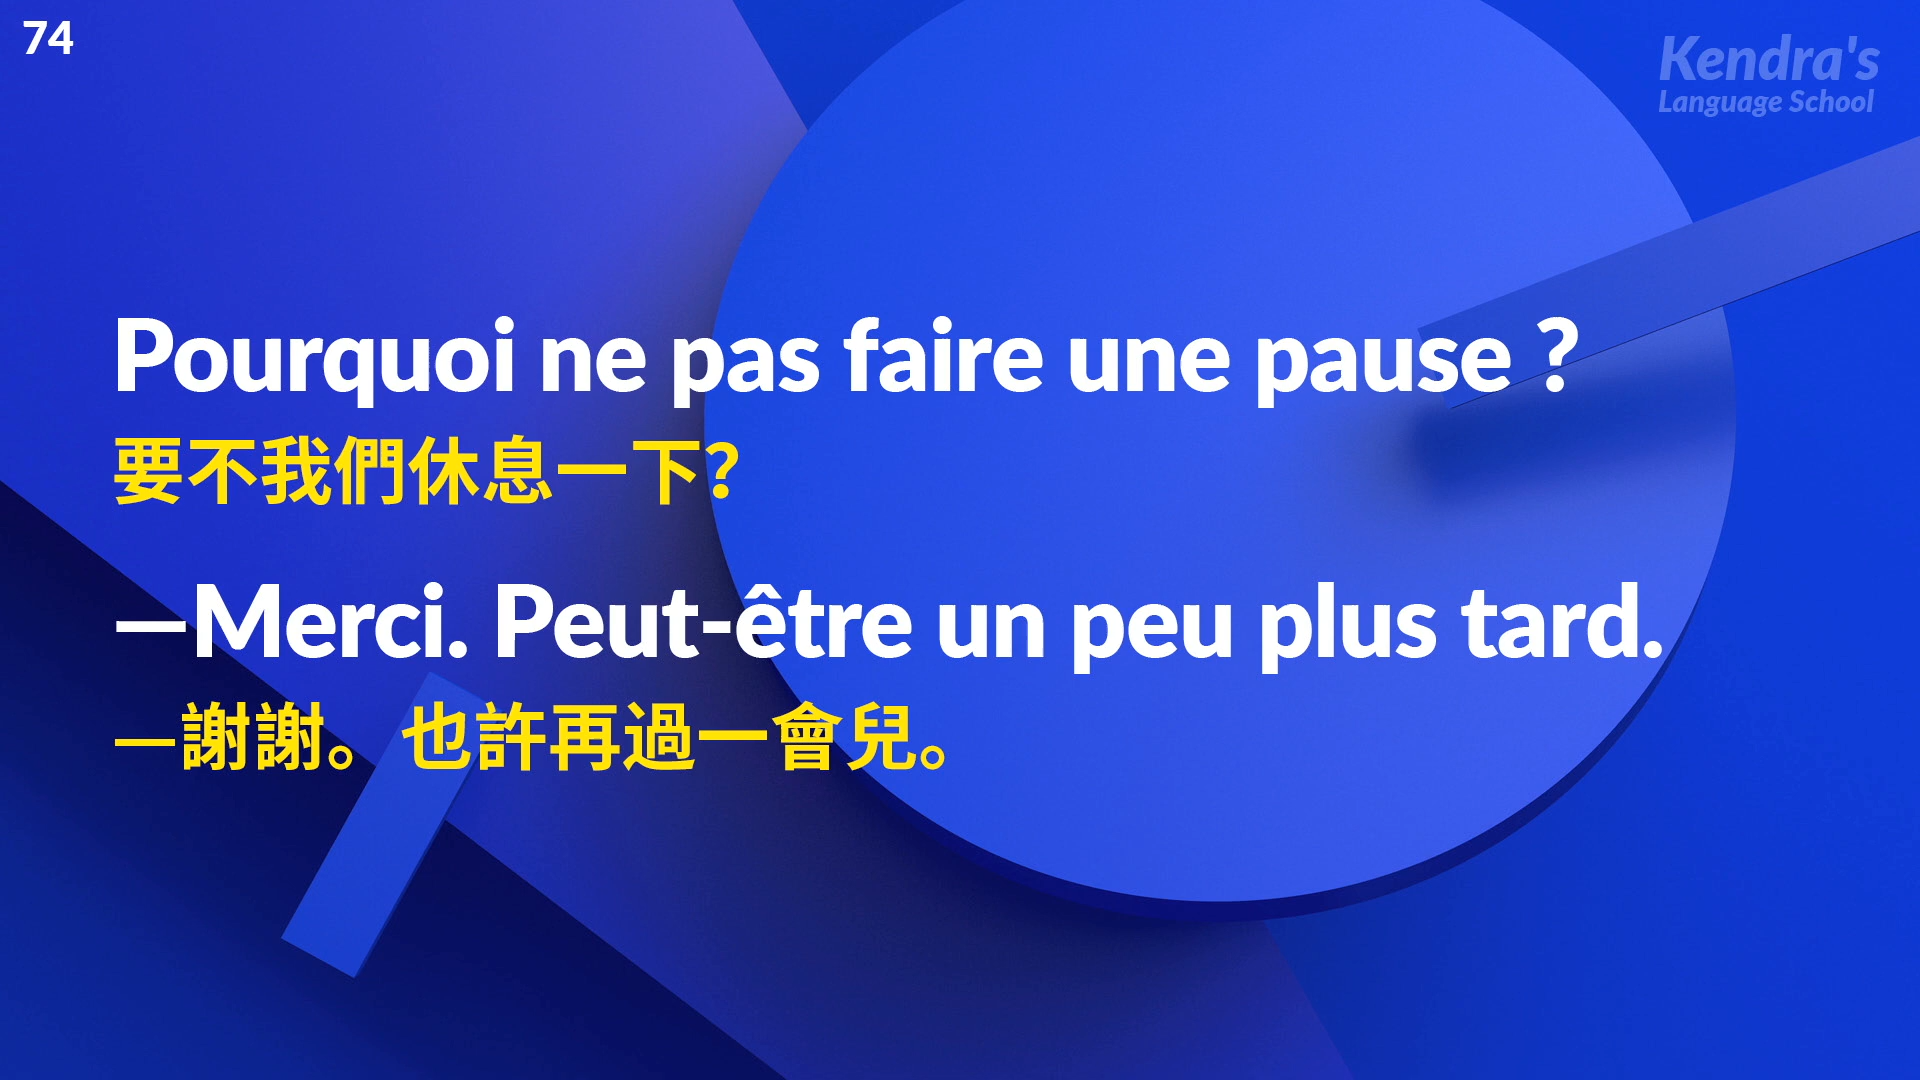 74
Kendra's
Language School
Pourquoi ne pas faire une pause ?
要不我們休息一下?
—Merci. Peut-être un peu plus tard.
—謝謝。也許再過一會兒。